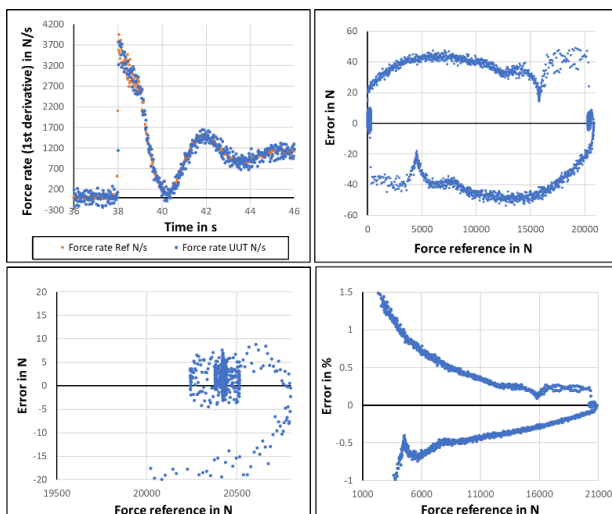 Force rate (1st derivative) in N/s
4200
3700
3200
2700
2200
1700
1200
700
200
-300
36 38 40 42 44 46
Time in s
Force rate Ref N/s Force rate UUT N/s
Error in N
60
40
20
0
-20
-40
-60
0 5000 10000 15000 20000
Force reference in N
Error in N
20
15
10
5
0
-5
-10
-15
-20
19500 20000 20500
Force reference in N
Error in %
1.5
1
0.5
0
-0.5
-1
1000 6000 11000 16000 21000
Force reference in N